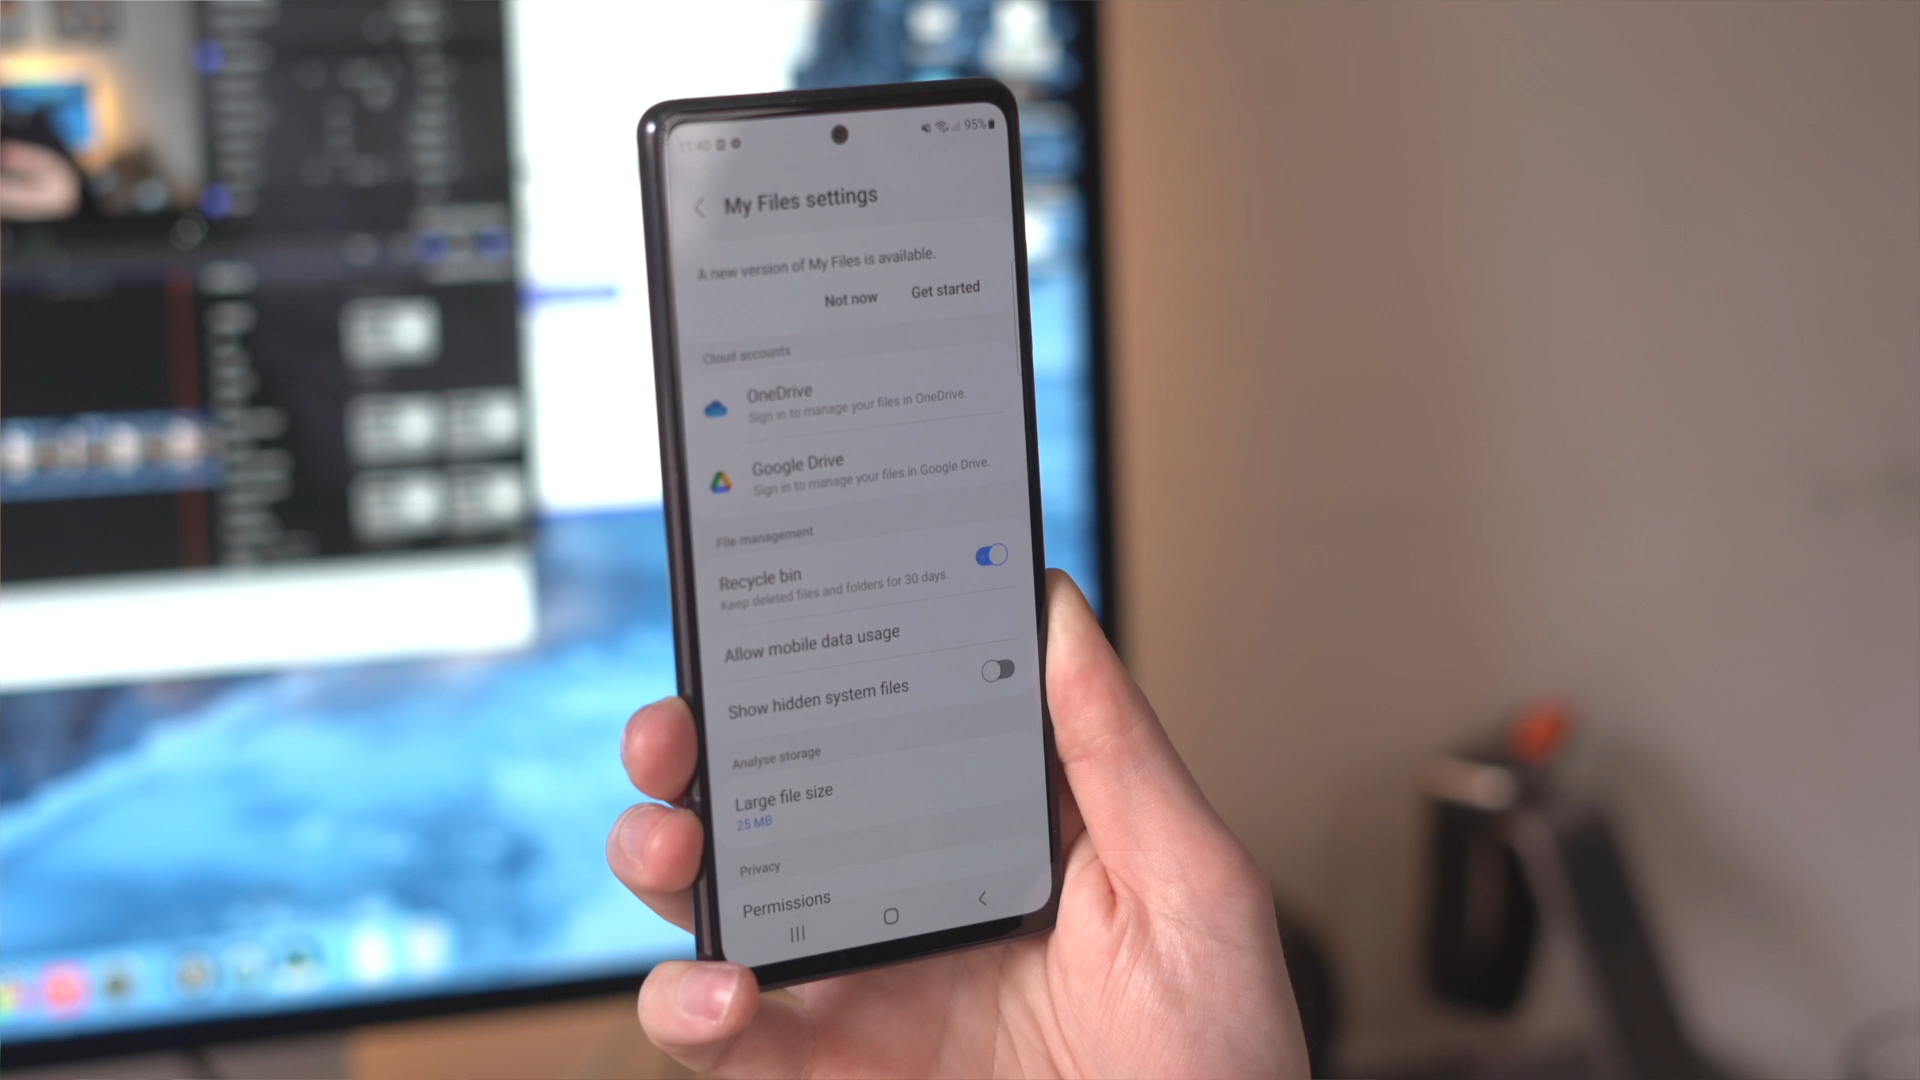 11:40 95%
My Files settings
A new version of My Files is available.
Not now Get started
Cloud accounts
OneDrive
Sign in to manage your files in OneDrive.
Google Drive
Sign in to manage your files in Google Drive.
File management
Recycle bin
Keep deleted files and folders for 30 days.
Allow mobile data usage
Show hidden system files
Analyse storage
Large file size
25 MB
Privacy
Permissions